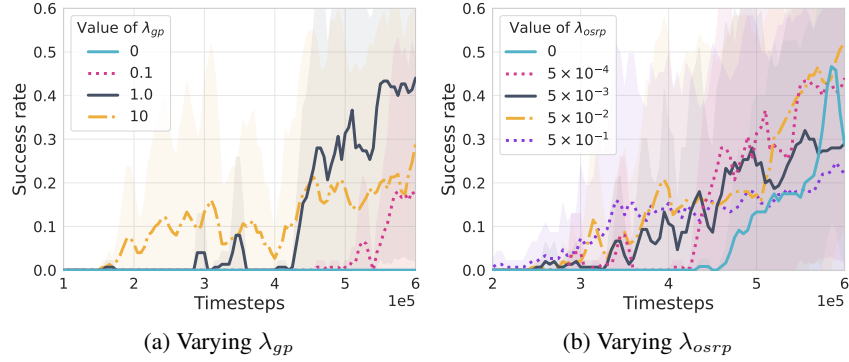 0.6
0.5
0.4
0.3
0.2
0.1
0.0
Success rate
Value of λgp
0
0.1
1.0
10
1
2
3
4
5
6
Timesteps
1e5
(a) Varying λgp
0.6
0.5
0.4
0.3
0.2
0.1
0.0
Success rate
Value of λosrp
0
5 × 10⁻⁴
5 × 10⁻³
5 × 10⁻²
5 × 10⁻¹
2
3
4
5
6
Timesteps
1e5
(b) Varying λosrp